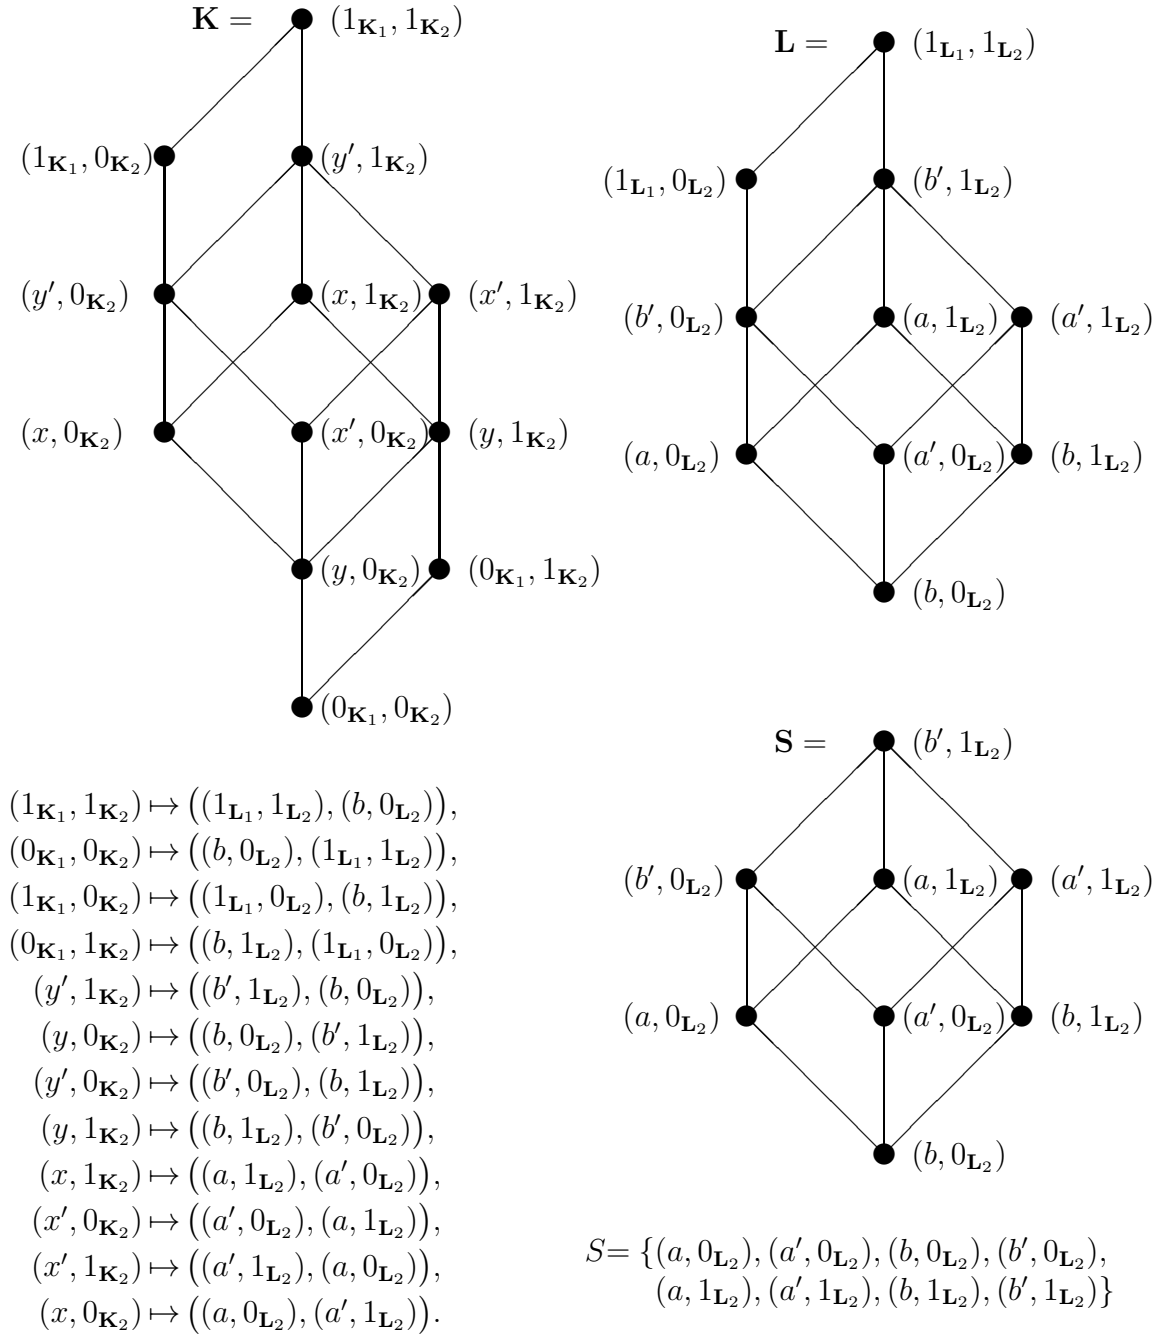 K =
(1_{K_1}, 1_{K_2})
(1_{K_1}, 0_{K_2})
(y′, 1_{K_2})
(y′, 0_{K_2})
(x, 1_{K_2})
(x′, 1_{K_2})
(x, 0_{K_2})
(x′, 0_{K_2})
(y, 1_{K_2})
(y, 0_{K_2})
(0_{K_1}, 1_{K_2})
(0_{K_1}, 0_{K_2})
L =
(1_{L_1}, 1_{L_2})
(1_{L_1}, 0_{L_2})
(b′, 1_{L_2})
(b′, 0_{L_2})
(a, 1_{L_2})
(a′, 1_{L_2})
(a, 0_{L_2})
(a′, 0_{L_2})
(b, 1_{L_2})
(b, 0_{L_2})
(1_{K_1}, 1_{K_2}) ↦ ((1_{L_1}, 1_{L_2}), (b, 0_{L_2})),
(0_{K_1}, 0_{K_2}) ↦ ((b, 0_{L_2}), (1_{L_1}, 1_{L_2})),
(1_{K_1}, 0_{K_2}) ↦ ((1_{L_1}, 0_{L_2}), (b, 1_{L_2})),
(0_{K_1}, 1_{K_2}) ↦ ((b, 1_{L_2}), (1_{L_1}, 0_{L_2})),
(y′, 1_{K_2}) ↦ ((b′, 1_{L_2}), (b, 0_{L_2})),
(y, 0_{K_2}) ↦ ((b, 0_{L_2}), (b′, 1_{L_2})),
(y′, 0_{K_2}) ↦ ((b′, 0_{L_2}), (b, 1_{L_2})),
(y, 1_{K_2}) ↦ ((b, 1_{L_2}), (b′, 0_{L_2})),
(x, 1_{K_2}) ↦ ((a, 1_{L_2}), (a′, 0_{L_2})),
(x′, 0_{K_2}) ↦ ((a′, 0_{L_2}), (a, 1_{L_2})),
(x′, 1_{K_2}) ↦ ((a′, 1_{L_2}), (a, 0_{L_2})),
(x, 0_{K_2}) ↦ ((a, 0_{L_2}), (a′, 1_{L_2})).
S =
(b′, 1_{L_2})
(b′, 0_{L_2})
(a, 1_{L_2})
(a′, 1_{L_2})
(a, 0_{L_2})
(a′, 0_{L_2})
(b, 1_{L_2})
(b, 0_{L_2})
S= {(a, 0_{L_2}), (a′, 0_{L_2}), (b, 0_{L_2}), (b′, 0_{L_2}),
(a, 1_{L_2}), (a′, 1_{L_2}), (b, 1_{L_2}), (b′, 1_{L_2})}